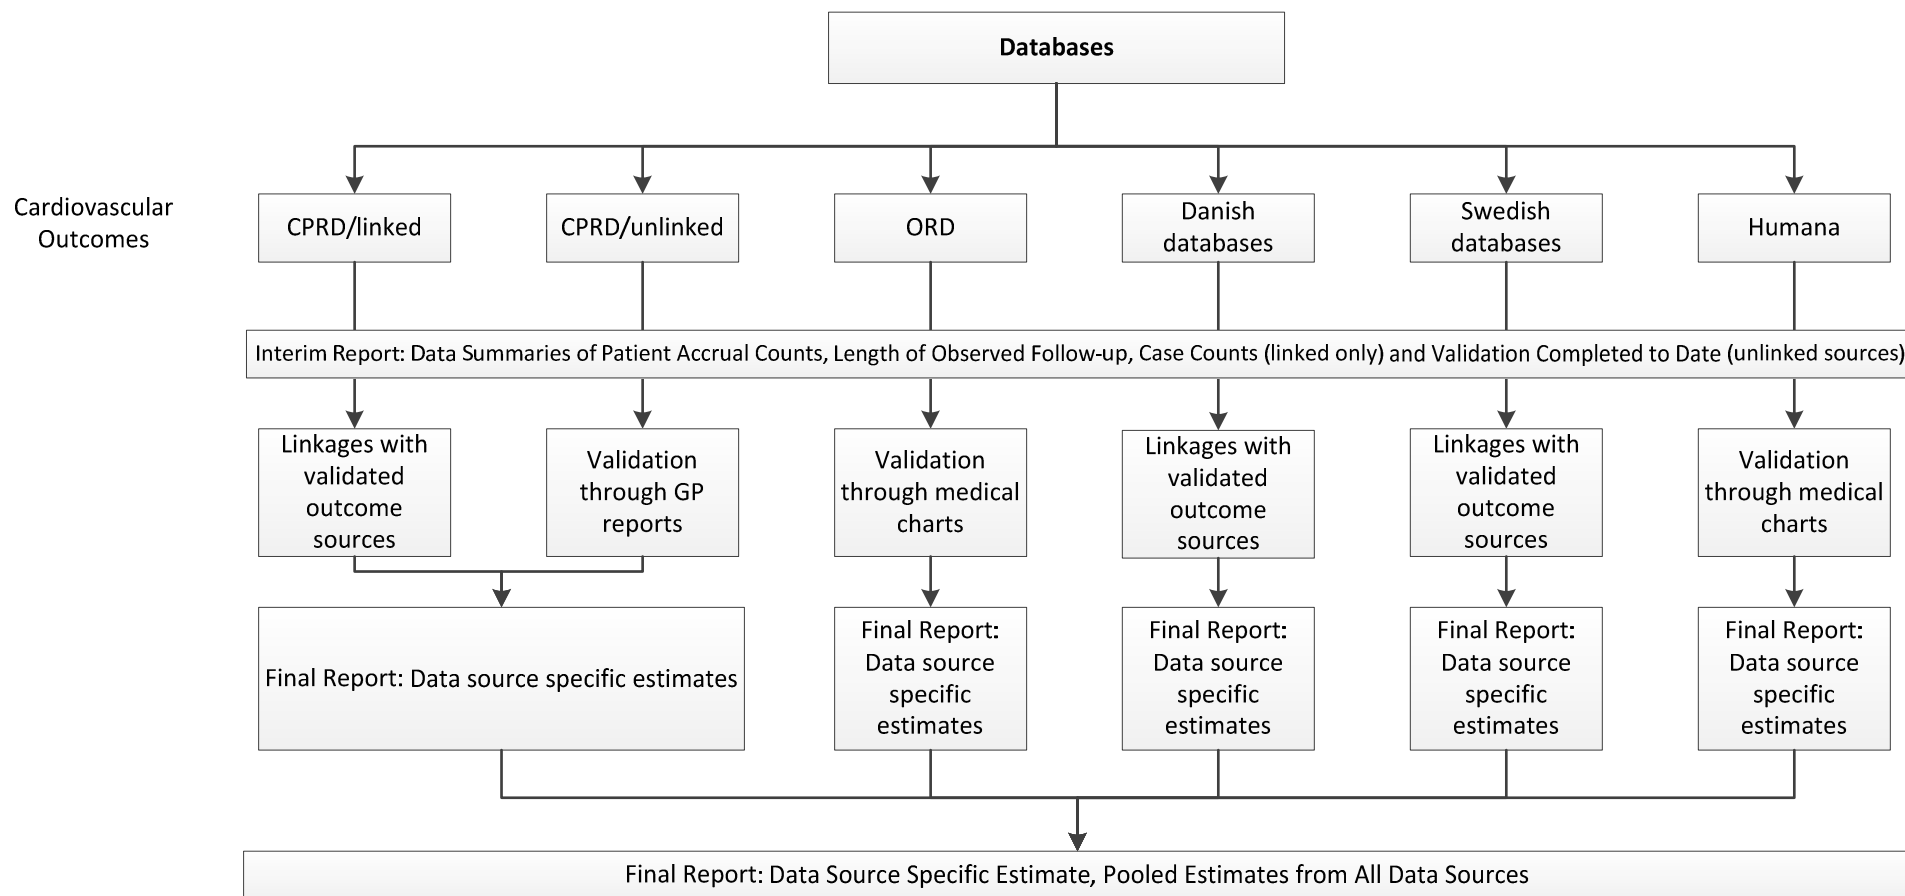 Databases
Cardiovascular
Outcomes
CPRD/linked
CPRD/unlinked
ORD
Danish
databases
Swedish
databases
Humana
Interim Report: Data Summaries of Patient Accrual Counts, Length of Observed Follow-up, Case Counts (linked only) and Validation Completed to Date (unlinked sources)
Linkages with
validated
outcome
sources
Validation
through GP
reports
Validation
through medical
charts
Linkages with
validated
outcome
sources
Linkages with
validated
outcome
sources
Validation
through medical
charts
Final Report: Data source specific estimates
Final Report:
Data source
specific
estimates
Final Report:
Data source
specific
estimates
Final Report:
Data source
specific
estimates
Final Report:
Data source
specific
estimates
Final Report: Data Source Specific Estimate, Pooled Estimates from All Data Sources